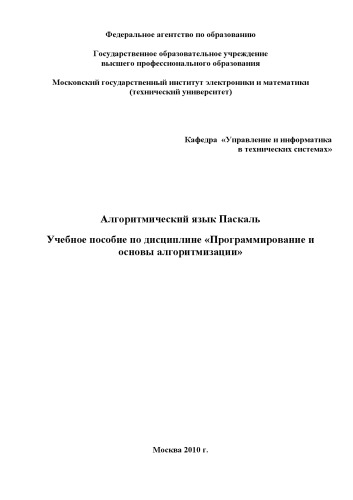 Федеральное агентство по образованию
Государственное образовательное учреждение
высшего профессионального образования
Московский государственный институт электроники и математики
(технический университет)
Кафедра «Управление и информатика
в технических системах»
Алгоритмический язык Паскаль
Учебное пособие по дисциплине «Программирование и
основы алгоритмизации»
Москва 2010 г.